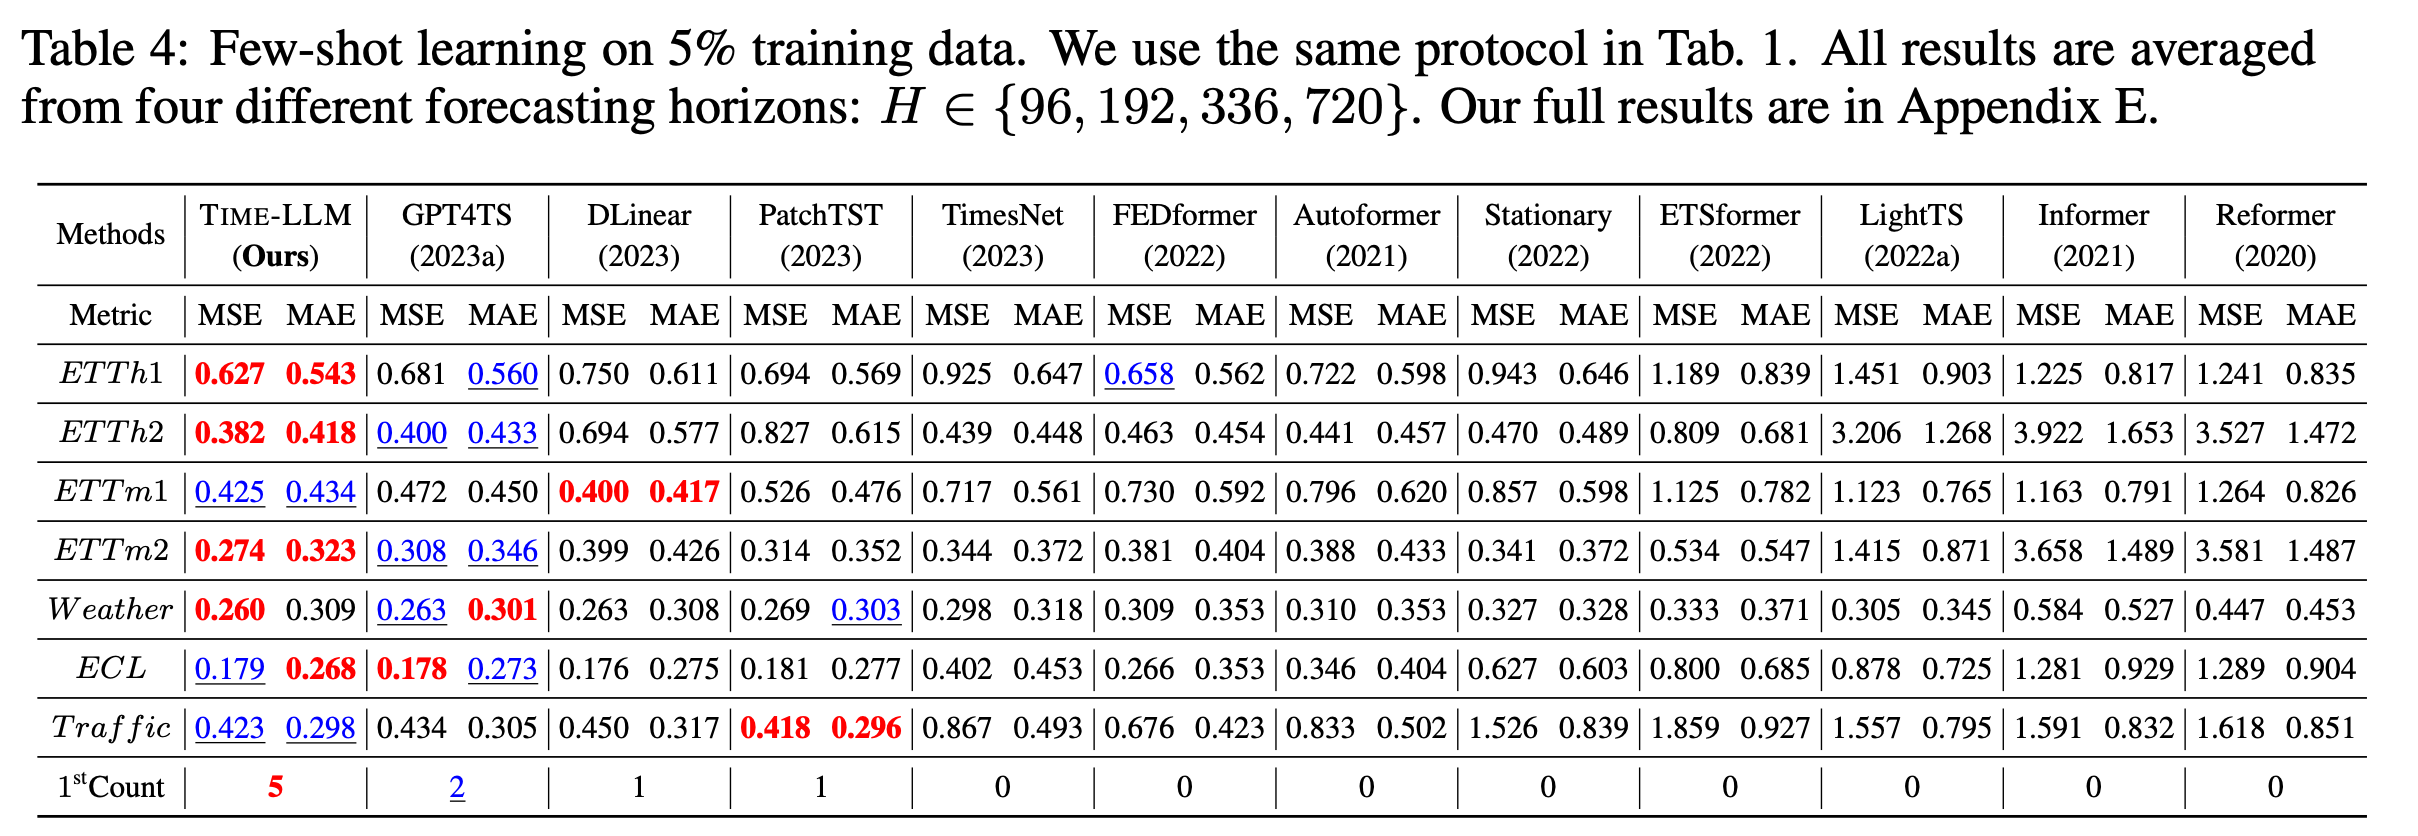 Table 4: Few-shot learning on 5% training data. We use the same protocol in Tab. 1. All results are averaged
from four different forecasting horizons: H ∈ {96, 192, 336, 720}. Our full results are in Appendix E.
Methods TIME-LLM (Ours) GPT4TS (2023a) DLinear (2023) PatchTST (2023) TimesNet (2023) FEDformer (2022) Autoformer (2021) Stationary (2022) ETSformer (2022) LightTS (2022a) Informer (2021) Reformer (2020)
Metric MSE MAE MSE MAE MSE MAE MSE MAE MSE MAE MSE MAE MSE MAE MSE MAE MSE MAE MSE MAE MSE MAE MSE MAE
ETTh1 0.627 0.543 0.681 0.560 0.750 0.611 0.694 0.569 0.925 0.647 0.658 0.562 0.722 0.598 0.943 0.646 1.189 0.839 1.451 0.903 1.225 0.817 1.241 0.835
ETTh2 0.382 0.418 0.400 0.433 0.694 0.577 0.827 0.615 0.439 0.448 0.463 0.454 0.441 0.457 0.470 0.489 0.809 0.681 3.206 1.268 3.922 1.653 3.527 1.472
ETTm1 0.425 0.434 0.472 0.450 0.400 0.417 0.526 0.476 0.717 0.561 0.730 0.592 0.796 0.620 0.857 0.598 1.125 0.782 1.123 0.765 1.163 0.791 1.264 0.826
ETTm2 0.274 0.323 0.308 0.346 0.399 0.426 0.314 0.352 0.344 0.372 0.381 0.404 0.388 0.433 0.341 0.372 0.534 0.547 1.415 0.871 3.658 1.489 3.581 1.487
Weather 0.260 0.309 0.263 0.301 0.263 0.308 0.269 0.303 0.298 0.318 0.309 0.353 0.310 0.353 0.327 0.328 0.333 0.371 0.305 0.345 0.584 0.527 0.447 0.453
ECL 0.179 0.268 0.178 0.273 0.176 0.275 0.181 0.277 0.402 0.453 0.266 0.353 0.346 0.404 0.627 0.603 0.800 0.685 0.878 0.725 1.281 0.929 1.289 0.904
Traffic 0.423 0.298 0.434 0.305 0.450 0.317 0.418 0.296 0.867 0.493 0.676 0.423 0.833 0.502 1.526 0.839 1.859 0.927 1.557 0.795 1.591 0.832 1.618 0.851
1stCount 5 2 1 1 0 0 0 0 0 0 0 0